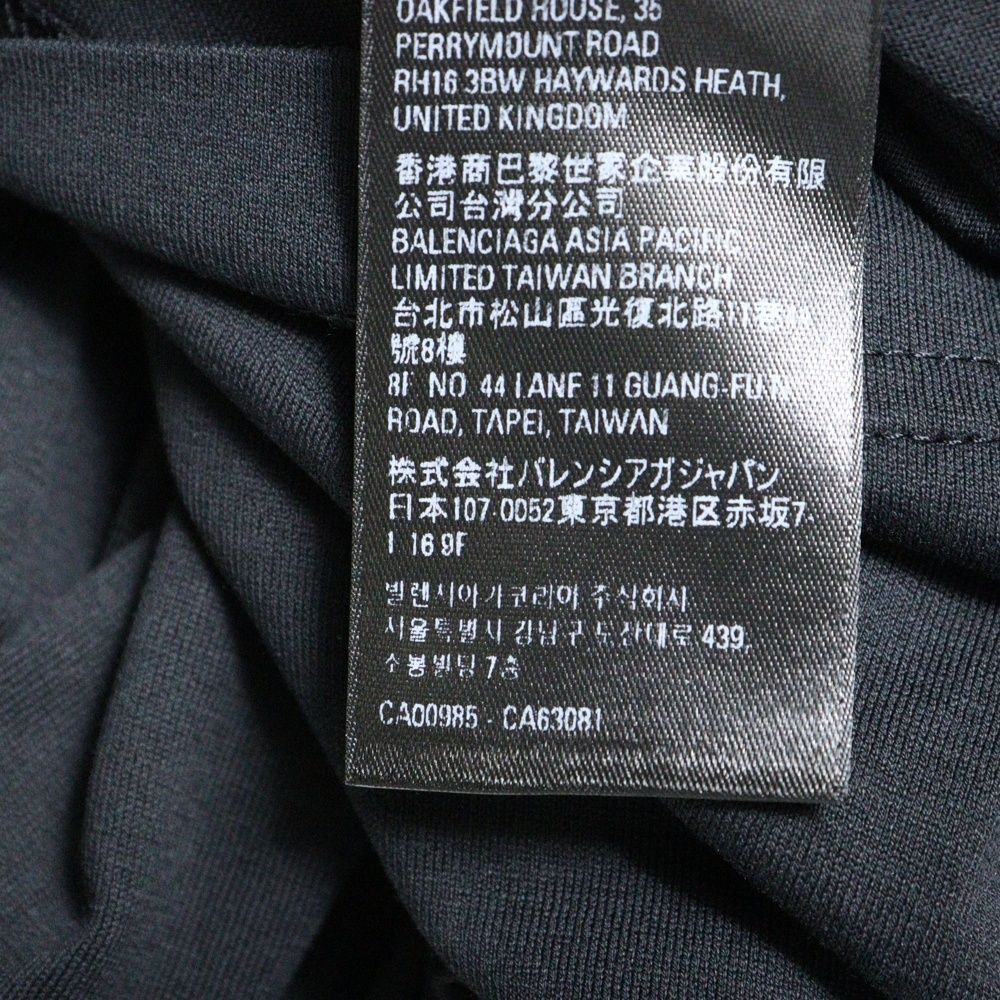 OAKFIELD HOUSE, 35
PERRYMOUNT ROAD
RH16 3BW HAYWARDS HEATH,
UNITED KINGDOM
香港商巴黎世家企業股份有限
公司台灣分公司
BALENCIAGA ASIA PACIFIC
LIMITED TAIWAN BRANCH
台北市松山區光復北路11巷44
號8樓
8F NO 44 LANE 11 GUANG-FU N
ROAD, TAPEI, TAIWAN
株式会社バレンシアガジャパン
日本107 0052東京都港区赤坂7-
1 16 9F
발렌시아가코리아 주식회사
서울특별시 강남구 도산대로 439,
소봉빌딩 7층
CA00985 - CA63081